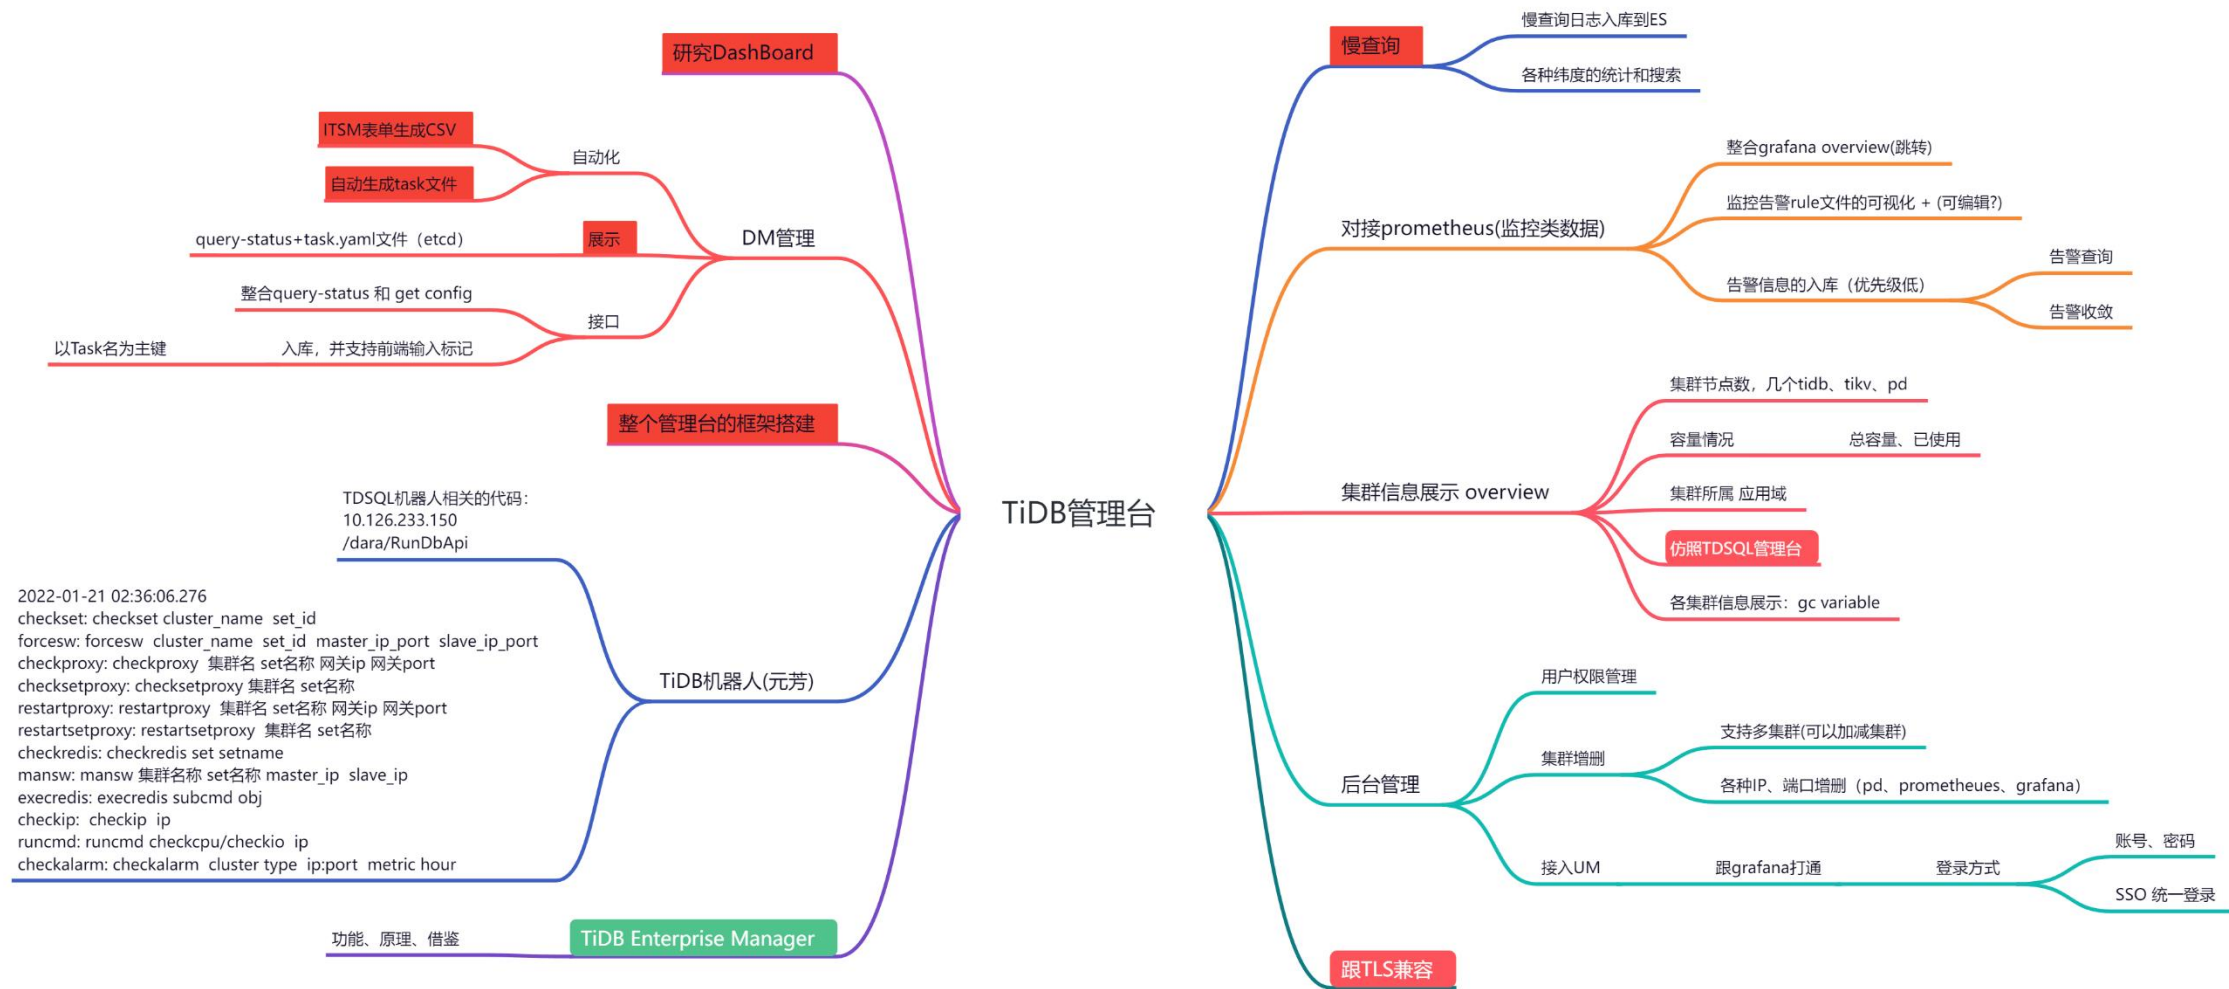 TiDB管理台
慢查询
慢查询日志入库到ES
各种纬度的统计和搜索
对接prometheus(监控类数据)
整合grafana overview(跳转)
监控告警rule文件的可视化 + (可编辑?)
告警信息的入库（优先级低）
告警查询
告警收敛
集群信息展示 overview
集群节点数，几个tidb、tikv、pd
容量情况
总容量、已使用
集群所属 应用域
仿照TDSQL管理台
各集群信息展示：gc variable
后台管理
用户权限管理
集群增删
支持多集群(可以加减集群)
各种IP、端口增删（pd、prometheues、grafana）
接入UM
跟grafana打通
登录方式
账号、密码
SSO 统一登录
跟TLS兼容
研究DashBoard
DM管理
自动化
ITSM表单生成CSV
自动生成task文件
展示
query-status+task.yaml文件（etcd）
接口
整合query-status 和 get config
入库，并支持前端输入标记
以Task名为主键
整个管理台的框架搭建
TiDB机器人(元芳)
TDSQL机器人相关的代码：
10.126.233.150
/dara/RunDbApi
2022-01-21 02:36:06.276
checkset: checkset cluster_name  set_id
forcesw: forcesw  cluster_name  set_id  master_ip_port  slave_ip_port
checkproxy: checkproxy  集群名 set名称 网关ip 网关port
checksetproxy: checksetproxy 集群名 set名称
restartproxy: restartproxy  集群名 set名称 网关ip 网关port
restartsetproxy: restartsetproxy  集群名 set名称
checkredis: checkredis set setname
mansw: mansw 集群名称 set名称 master_ip  slave_ip
execredis: execredis subcmd obj
checkip:  checkip  ip
runcmd: runcmd checkcpu/checkio  ip
checkalarm: checkalarm  cluster type  ip:port  metric hour
TiDB Enterprise Manager
功能、原理、借鉴